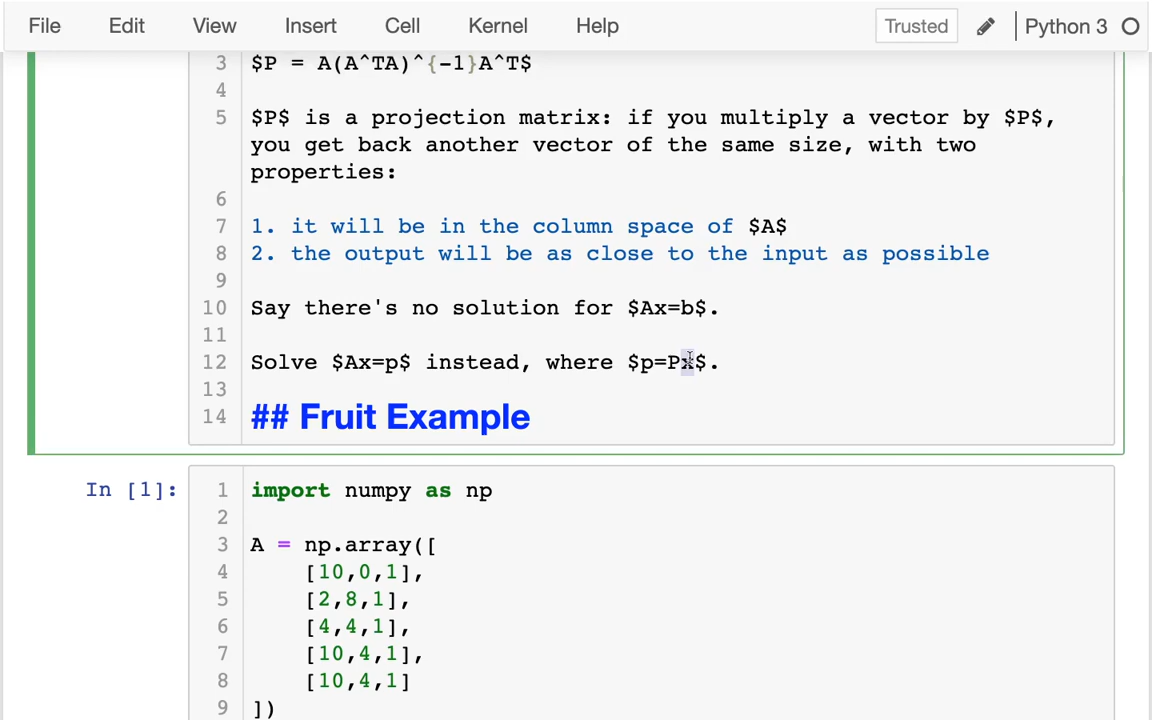 File Edit View Insert Cell Kernel Help Trusted Python 3
3 $P = A(A^TA)^{-1}A^T$
4
5 $P$ is a projection matrix: if you multiply a vector by $P$,
you get back another vector of the same size, with two
properties:
6
7 1. it will be in the column space of $A$
8 2. the output will be as close to the input as possible
9
10 Say there's no solution for $Ax=b$.
11
12 Solve $Ax=p$ instead, where $p=Px$.
13
14 ## Fruit Example
In [1]: 1 import numpy as np
2
3 A = np.array([
4 [10,0,1],
5 [2,8,1],
6 [4,4,1],
7 [10,4,1],
8 [10,4,1]
9 ])